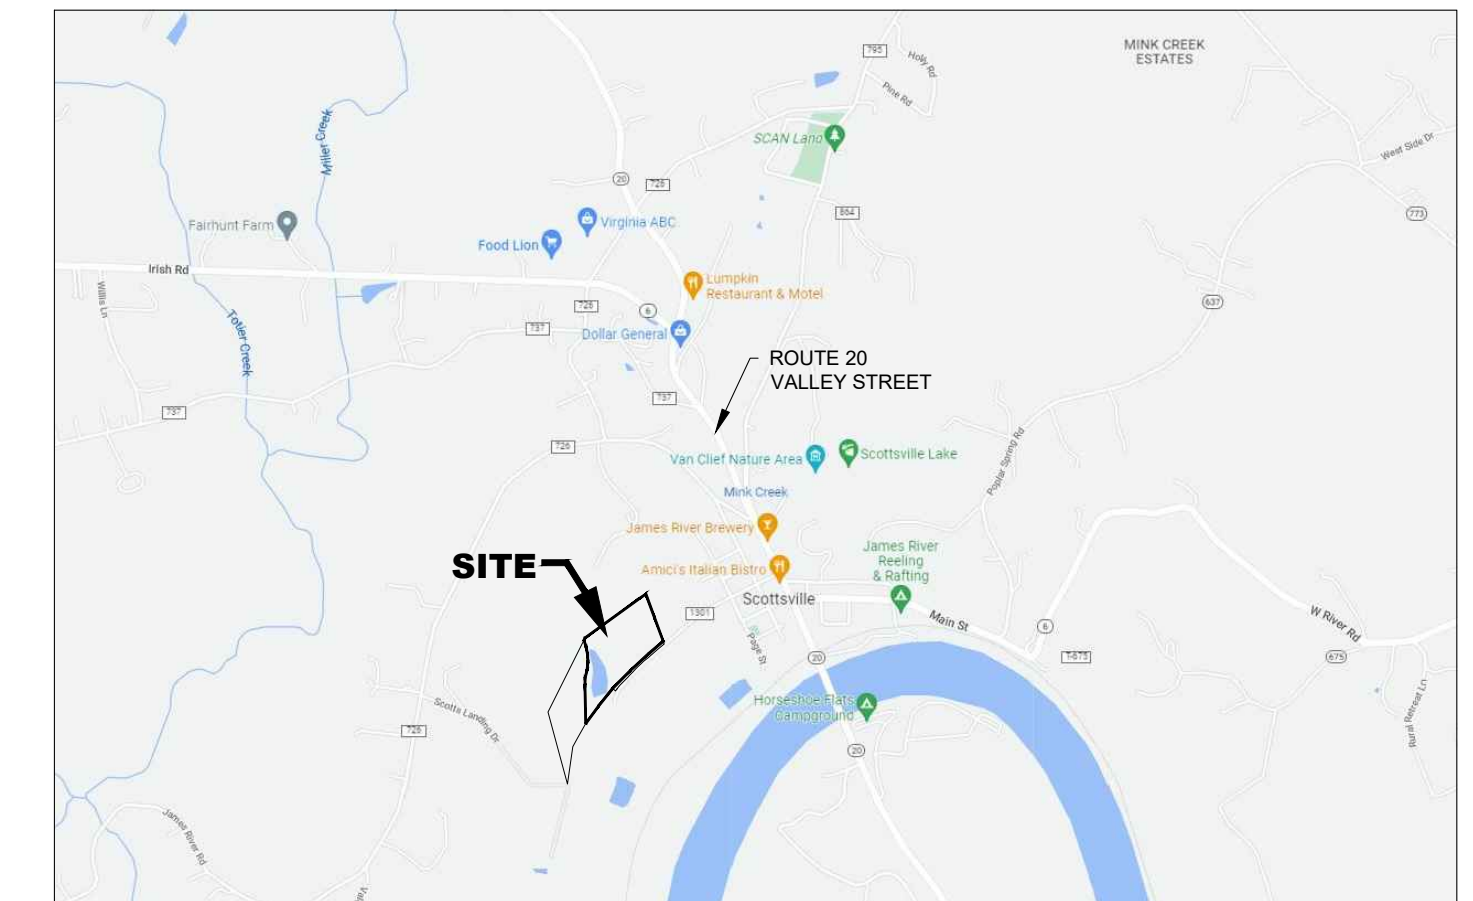 MINK CREEK
ESTATES
795
Holly Rd
Pine Rd
Miller Creek
SCAN Land
West Side Dr
20
726
864
773
Fairhunt Farm
Virginia ABC
Food Lion
Irish Rd
Willis Ln
Lumpkin
Restaurant & Motel
726
6
637
Totier Creek
737
Dollar General
ROUTE 20
VALLEY STREET
737
737
726
Van Clief Nature Area
Scottsville Lake
Poplar Spring Rd
Mink Creek
James River Brewery
SITE
Amici's Italian Bistro
James River
Reeling
& Rafting
Scottsville
1301
Main St
6
W River Rd
Page St
20
T-675
675
Horseshoe Flats
Campground
Scotts Landing Dr
726
20
Rural Retreat Ln
James River Rd